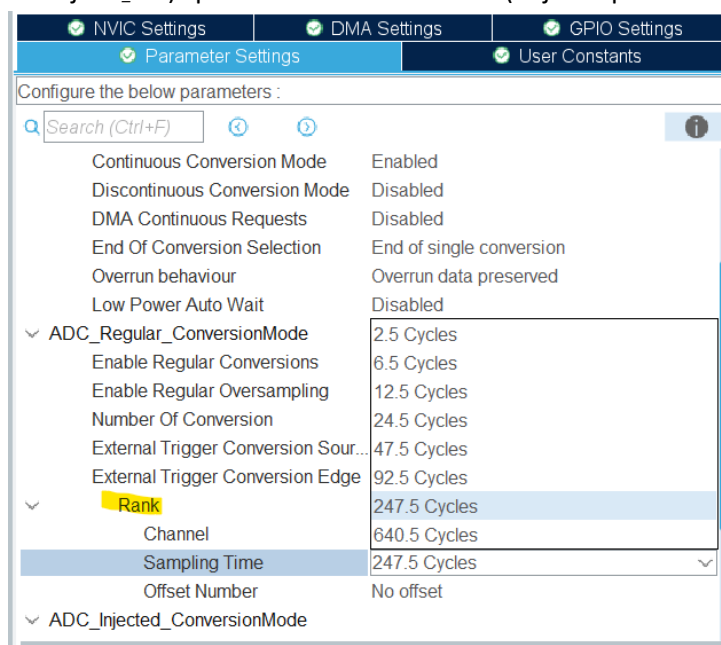 NVIC Settings DMA Settings GPIO Settings
Parameter Settings User Constants
Configure the below parameters :
Search (Ctrl+F)
Continuous Conversion Mode Enabled
Discontinuous Conversion Mode Disabled
DMA Continuous Requests Disabled
End Of Conversion Selection End of single conversion
Overrun behaviour Overrun data preserved
Low Power Auto Wait Disabled
ADC_Regular_ConversionMode 2.5 Cycles
Enable Regular Conversions 6.5 Cycles
Enable Regular Oversampling 12.5 Cycles
Number Of Conversion 24.5 Cycles
External Trigger Conversion Sour... 47.5 Cycles
External Trigger Conversion Edge 92.5 Cycles
Rank 247.5 Cycles
Channel 640.5 Cycles
Sampling Time 247.5 Cycles
Offset Number No offset
ADC_Injected_ConversionMode